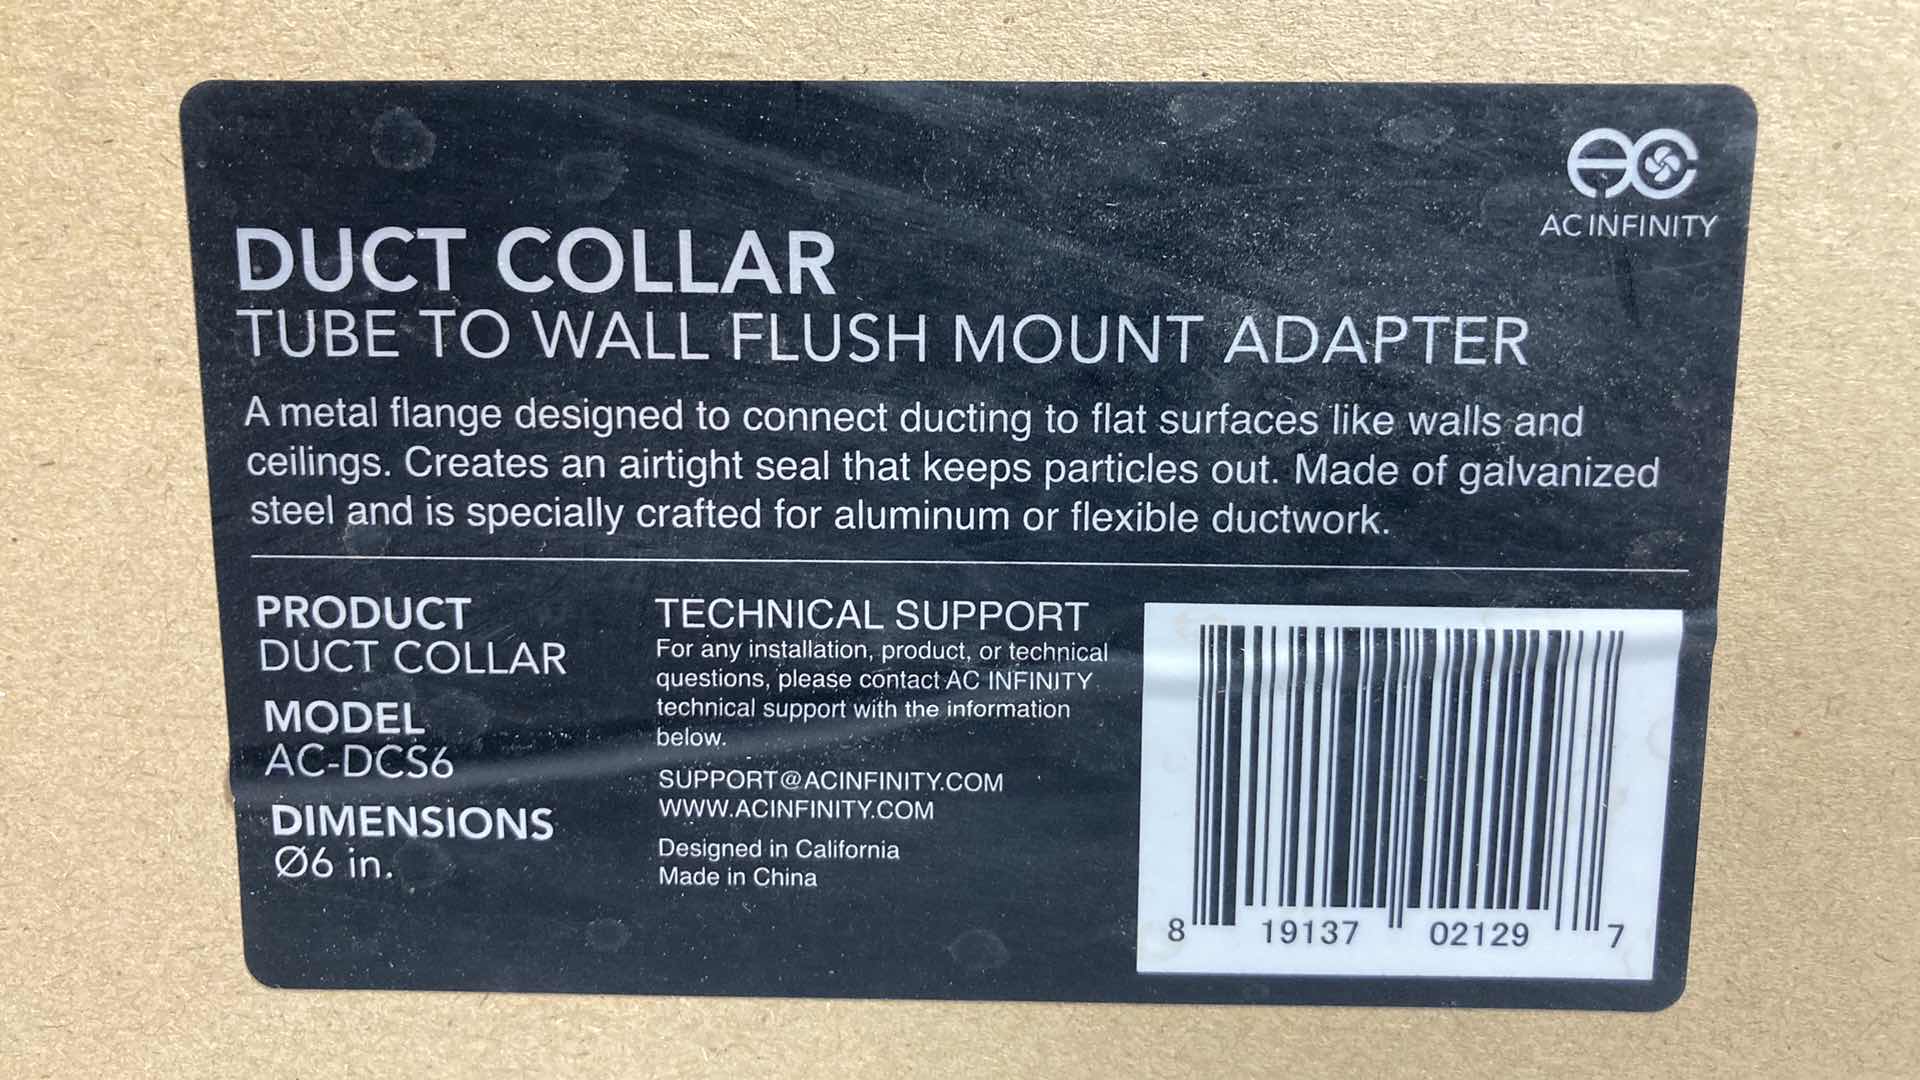 AC INFINITY
DUCT COLLAR
TUBE TO WALL FLUSH MOUNT ADAPTER
A metal flange designed to connect ducting to flat surfaces like walls and
ceilings. Creates an airtight seal that keeps particles out. Made of galvanized
steel and is specially crafted for aluminum or flexible ductwork.
PRODUCT
DUCT COLLAR
MODEL
AC-DCS6
DIMENSIONS
Ø6 in.
TECHNICAL SUPPORT
For any installation, product, or technical
questions, please contact AC INFINITY
technical support with the information
below.
SUPPORT@ACINFINITY.COM
WWW.ACINFINITY.COM
Designed in California
Made in China
8 19137 02129 7